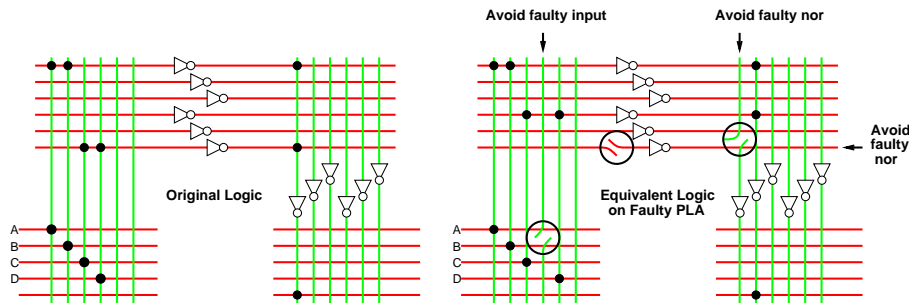 Avoid faulty input
Avoid faulty nor
Avoid
faulty
nor
Original Logic
Equivalent Logic
on Faulty PLA
A
B
C
D
A
B
C
D